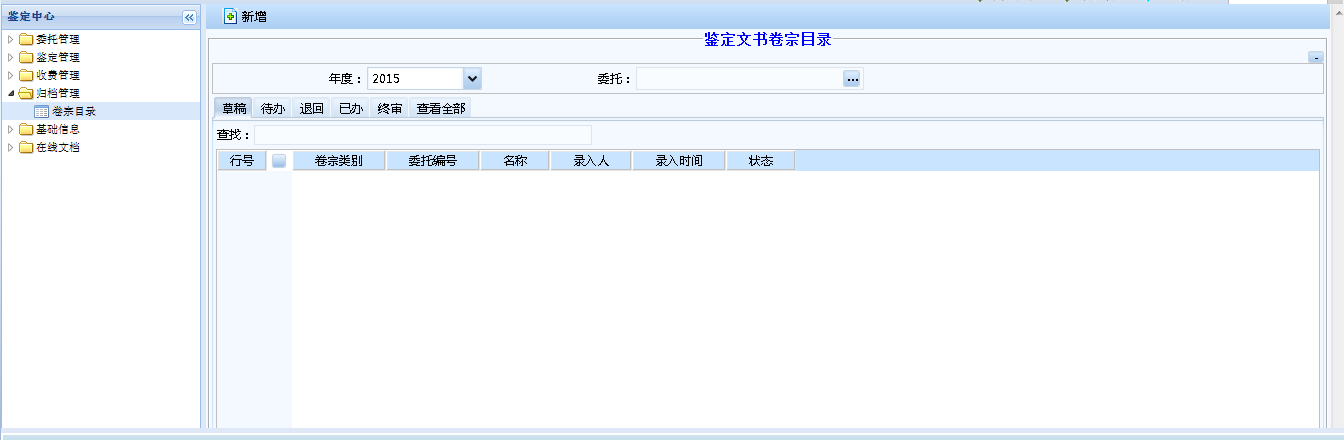 鉴定中心
委托管理
鉴定管理
收费管理
归档管理
卷宗目录
基础信息
在线文档
新增
鉴定文书卷宗目录
年度： 2015 委托：
草稿 待办 退回 已办 终审 查看全部
查找：
行号 卷宗类别 委托编号 名称 录入人 录入时间 状态